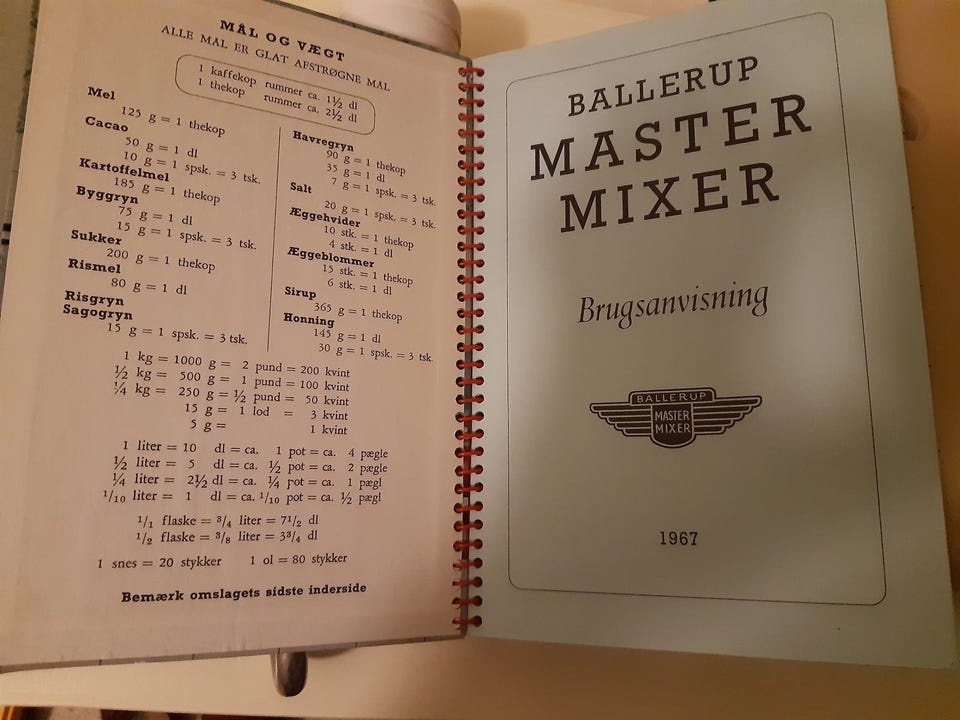 MÅL OG VÆGT
ALLE MÅL ER GLAT AFSTRØGNE MÅL
1 kaffekop rummer ca. 1½ dl
1 thekop rummer ca. 2½ dl
Mel
125 g = 1 thekop
Cacao
50 g = 1 dl
10 g = 1 spsk. = 3 tsk.
Kartoffelmel
185 g = 1 thekop
Byggryn
75 g = 1 dl
15 g = 1 spsk. = 3 tsk.
Sukker
200 g = 1 thekop
Rismel
80 g = 1 dl
Risgryn
Sagogryn
15 g = 1 spsk. = 3 tsk.
Havregryn
90 g = 1 thekop
35 g = 1 dl
7 g = 1 spsk. = 3 tsk.
Salt
20 g = 1 spsk. = 3 tsk.
Æggehvider
10 stk. = 1 thekop
4 stk. = 1 dl
Æggeblommer
15 stk. = 1 thekop
6 stk. = 1 dl
Sirup
365 g = 1 thekop
Honning
145 g = 1 dl
30 g = 1 spsk. = 3 tsk.
1 kg = 1000 g = 2 pund = 200 kvint
½ kg = 500 g = 1 pund = 100 kvint
¼ kg = 250 g = ½ pund = 50 kvint
15 g = 1 lod = 3 kvint
5 g = 1 kvint
1 liter = 10 dl = ca. 1 pot = ca. 4 pægle
½ liter = 5 dl = ca. ½ pot = ca. 2 pægle
¼ liter = 2½ dl = ca. ¼ pot = ca. 1 pægl
1/10 liter = 1 dl = ca. 1/10 pot = ca. ½ pægl
1/1 flaske = 3/4 liter = 7½ dl
1/2 flaske = 3/8 liter = 3¾ dl
1 snes = 20 stykker 1 ol = 80 stykker
Bemærk omslagets sidste inderside
BALLERUP
MASTER
MIXER
Brugsanvisning
BALLERUP
MASTER
MIXER
1967